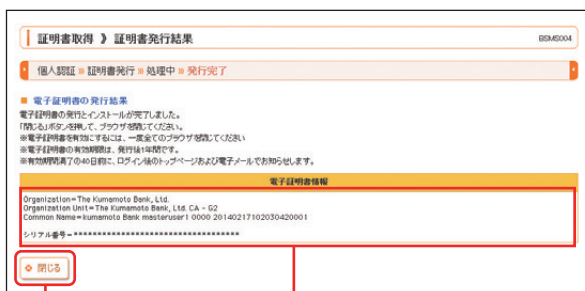 証明書取得 》 証明書発行結果
BSMS004
個人認証 » 証明書発行 » 処理中 » 発行完了
■ 電子証明書の発行結果
電子証明書の発行とインストールが完了しました。
「閉じる」ボタンを押して、ブラウザを閉じてください。
※電子証明書を有効にするには、一度全てのブラウザを閉じてください
※電子証明書の有効期限は、発行後1年間です。
※有効期間満了の40日前に、ログイン後のトップページおよび電子メールでお知らせします。
電子証明書情報
Organization=The Kumamoto Bank, Ltd.
Organization Unit=The Kumamoto Bank, Ltd. CA - G2
Common Name=kumamoto Bank masteruser1 0000 20140217102030420001
シリアル番号=***********************************
閉じる